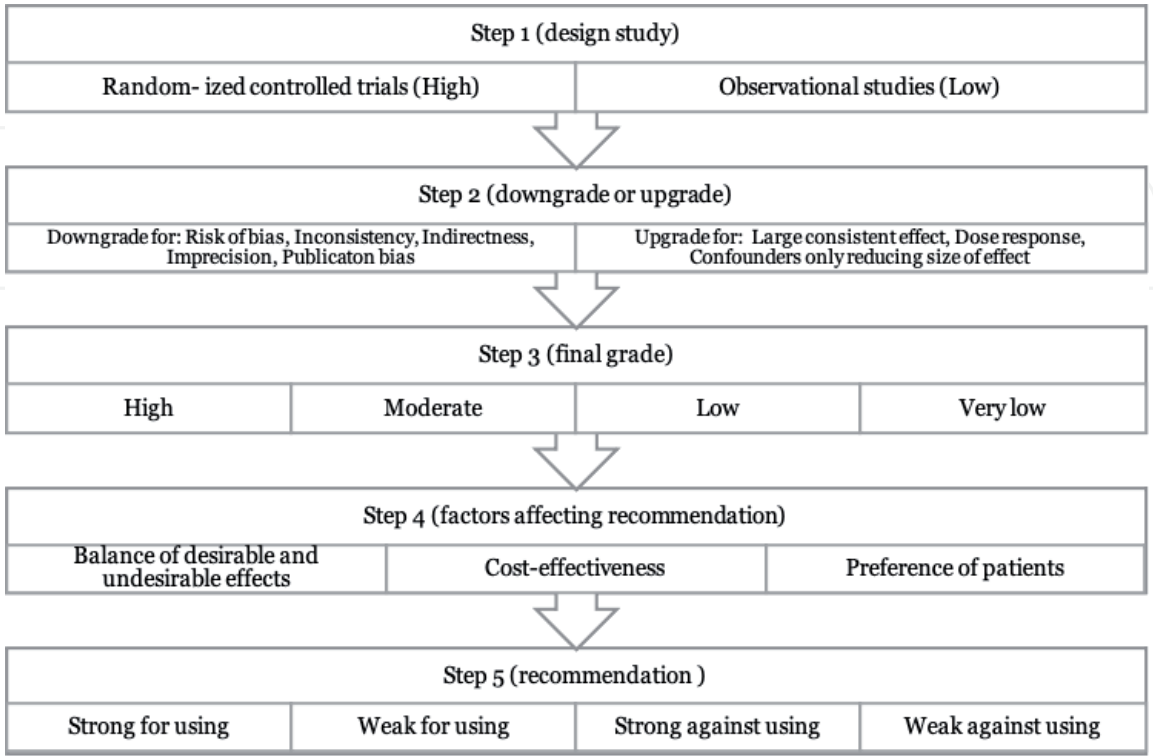 Step 1 (design study)
Random- ized controlled trials (High)
Observational studies (Low)
Step 2 (downgrade or upgrade)
Downgrade for: Risk of bias, Inconsistency, Indirectness,
Imprecision, Publicaton bias
Upgrade for: Large consistent effect, Dose response,
Confounders only reducing size of effect
Step 3 (final grade)
High
Moderate
Low
Very low
Step 4 (factors affecting recommendation)
Balance of desirable and
undesirable effects
Cost-effectiveness
Preference of patients
Step 5 (recommendation )
Strong for using
Weak for using
Strong against using
Weak against using